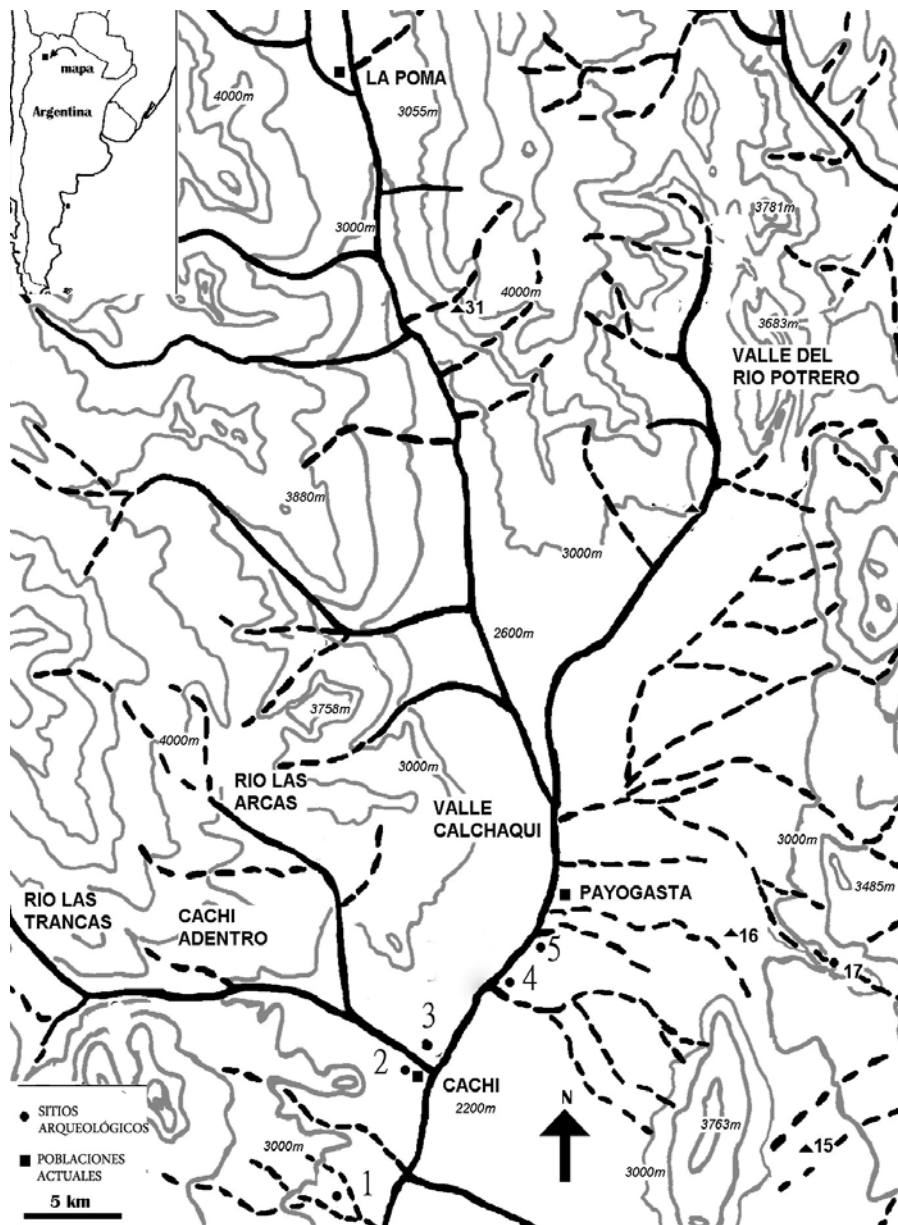 mapa
Argentina
4000m
LA POMA
3055m
3781m
3000m
4000m
31
3683m
VALLE DEL
RIO POTRERO
3880m
3000m
2600m
3758m
4000m
3000m
RIO LAS
ARCAS
VALLE
CALCHAQUI
3000m
3485m
RIO LAS
TRANCAS
CACHI
ADENTRO
PAYOGASTA
16
5
17
4
3
2
CACHI
2200m
N
3763m
SITIOS
ARQUEOLÓGICOS
3000m
POBLACIONES
ACTUALES
15
3000m
1
5 km